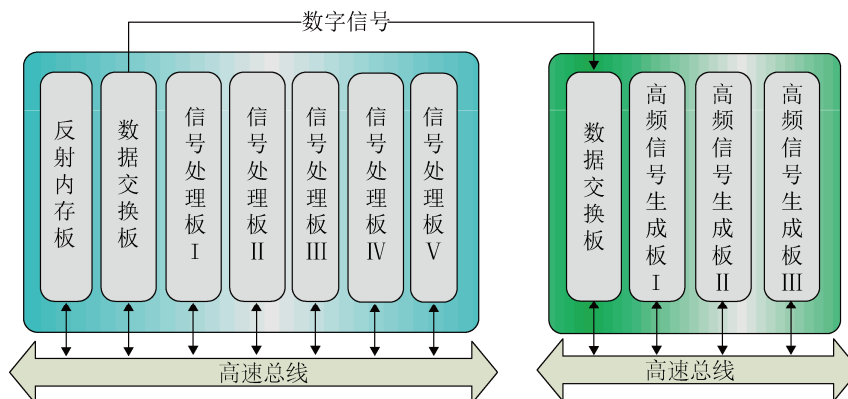 数字信号
反射内存板
数据交换板
信号处理板Ⅰ
信号处理板Ⅱ
信号处理板Ⅲ
信号处理板Ⅳ
信号处理板Ⅴ
高速总线
数据交换板
高频信号生成板Ⅰ
高频信号生成板Ⅱ
高频信号生成板Ⅲ
高速总线